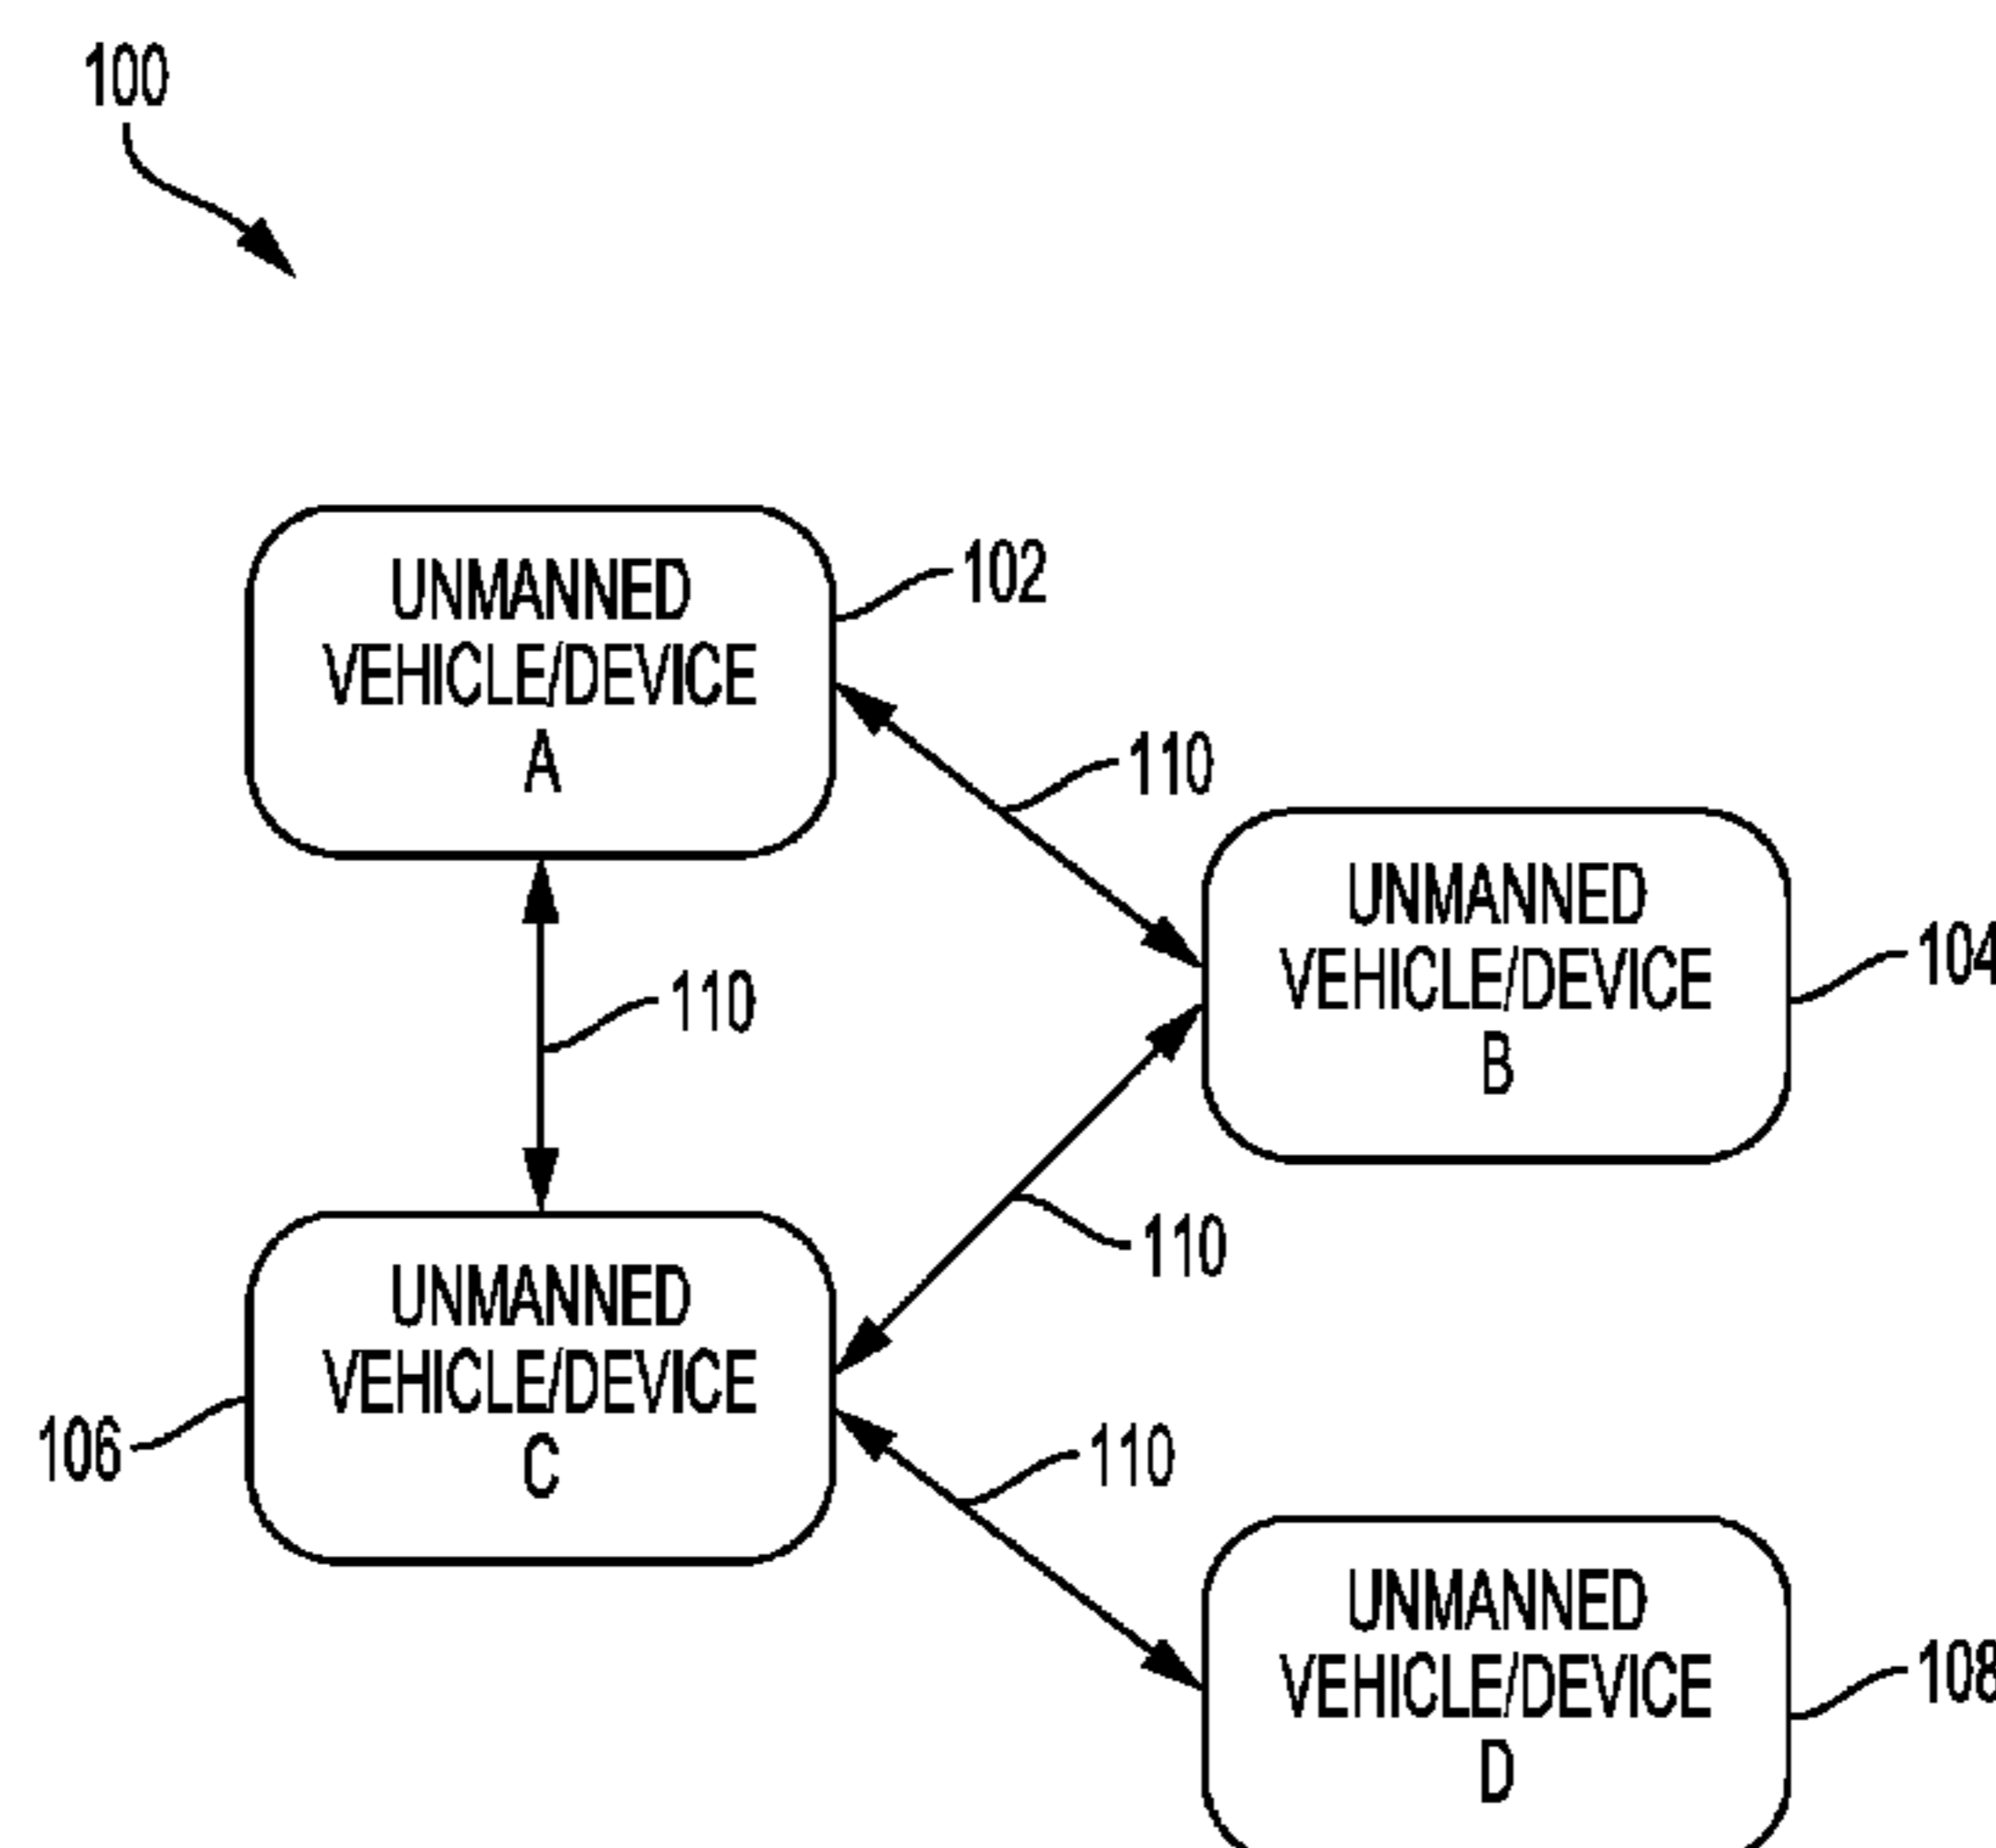 100
UNMANNED
VEHICLE/DEVICE
A
102
110
UNMANNED
VEHICLE/DEVICE
B
104
110
110
UNMANNED
VEHICLE/DEVICE
C
106
110
UNMANNED
VEHICLE/DEVICE
D
108